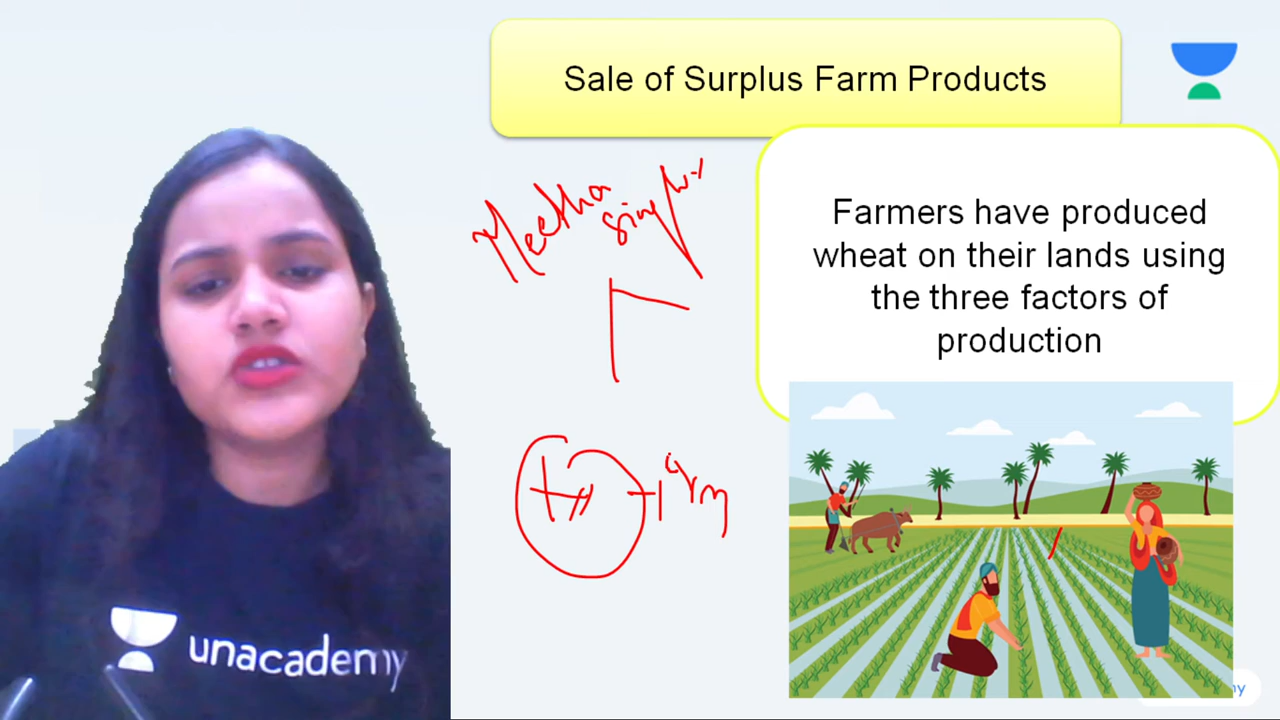 Sale of Surplus Farm Products
Farmers have produced
wheat on their lands using
the three factors of
production
Meetha
Singh
unacademy